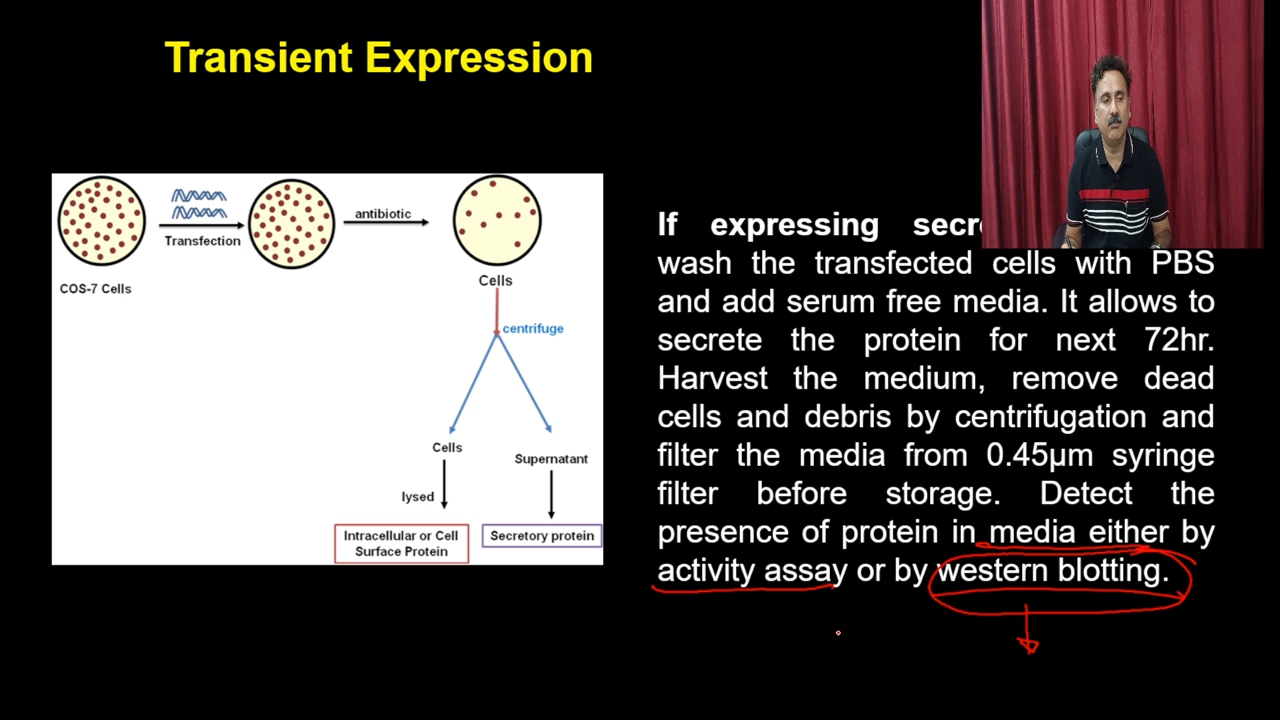 Transient Expression
Transfection
antibiotic
COS-7 Cells
Cells
centrifuge
Cells
Supernatant
lysed
Intracellular or Cell
Surface Protein
Secretory protein
If expressing
wash the transfected cells with PBS
and add serum free media. It allows to
secrete the protein for next 72hr.
Harvest the medium, remove dead
cells and debris by centrifugation and
filter the media from 0.45µm syringe
filter before storage. Detect the
presence of protein in media either by
activity assay or by western blotting.